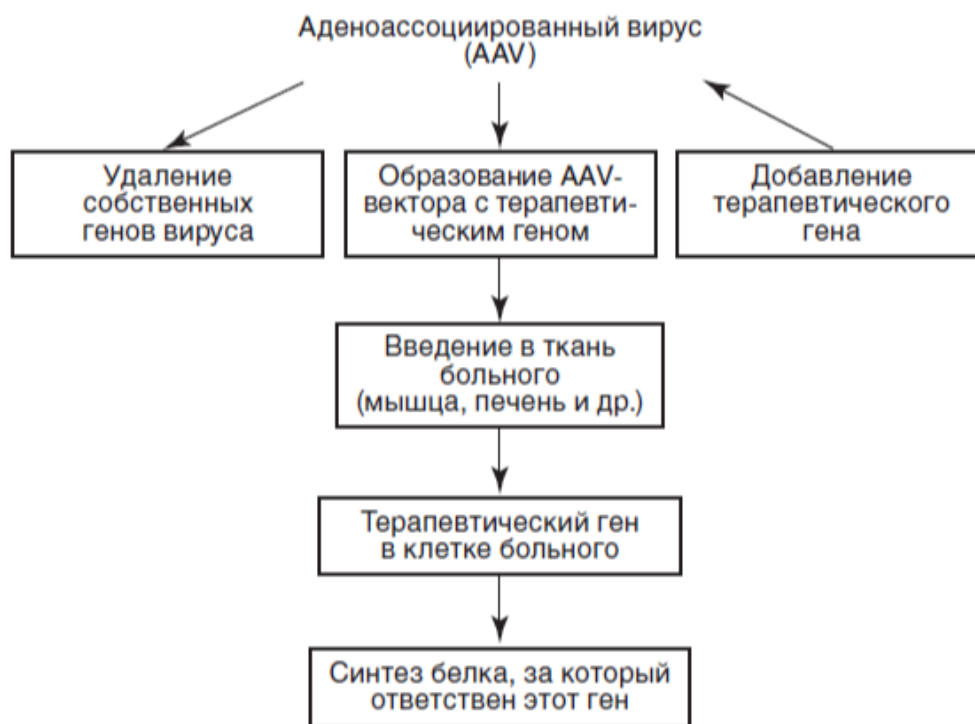 Аденоассоциированный вирус
(AAV)
Удаление
собственных
генов вируса
Образование AAV-
вектора с терапевти-
ческим геном
Добавление
терапевтического
гена
Введение в ткань
больного
(мышца, печень и др.)
Терапевтический ген
в клетке больного
Синтез белка, за который
ответствен этот ген